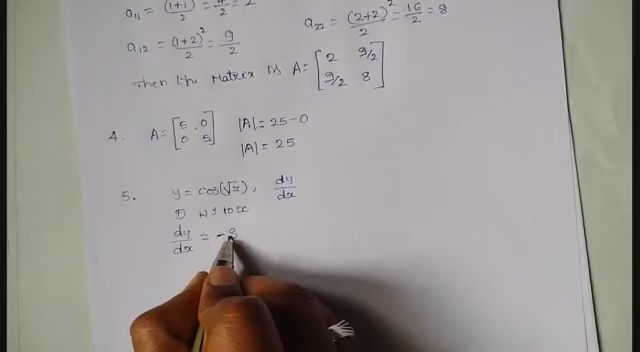 a₁₁ = (1+1)²/2 = 4/2 = 2
a₂₂ = (2+2)²/2 = 16/2 = 8
a₁₂ = (1+2)²/2 = 9/2
Then the Matrix is A = [2 9/2
9/2 8]
4. A = [5 0 |A| = 25-0
0 5] |A| = 25
5. y = cos(√x), dy/dx
D w r to x
dy/dx = -s